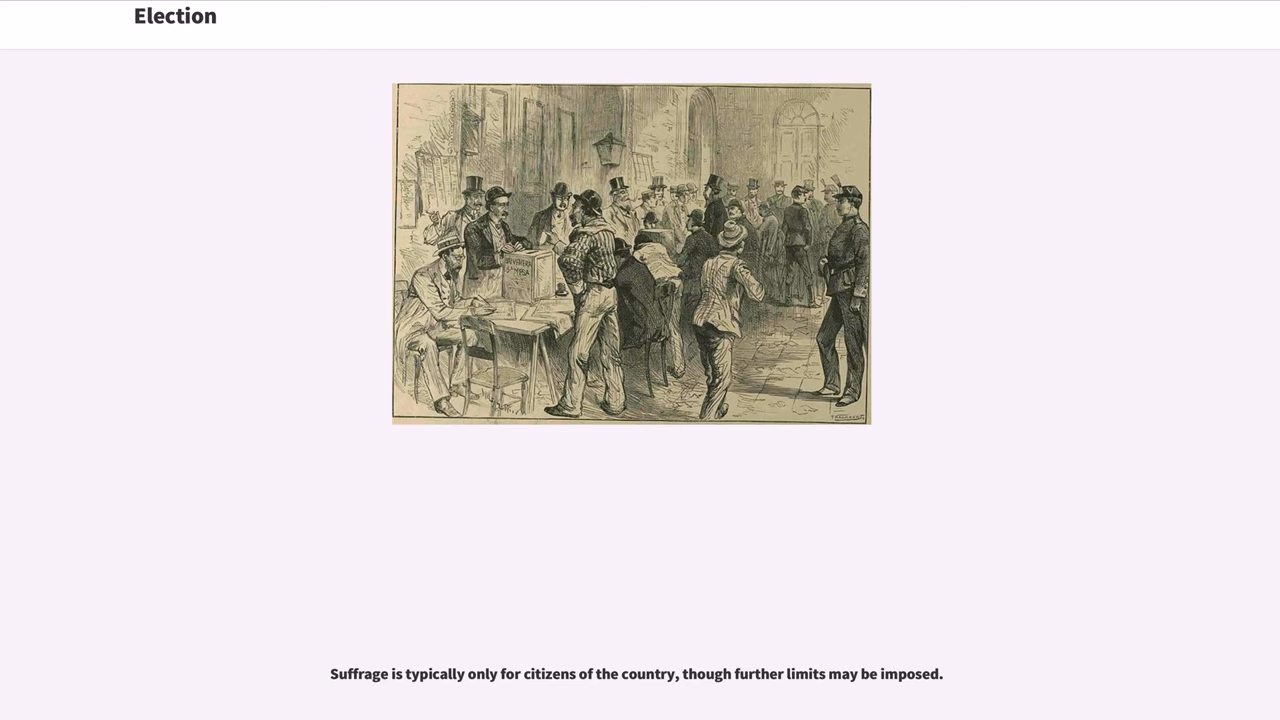 Election
Suffrage is typically only for citizens of the country, though further limits may be imposed.